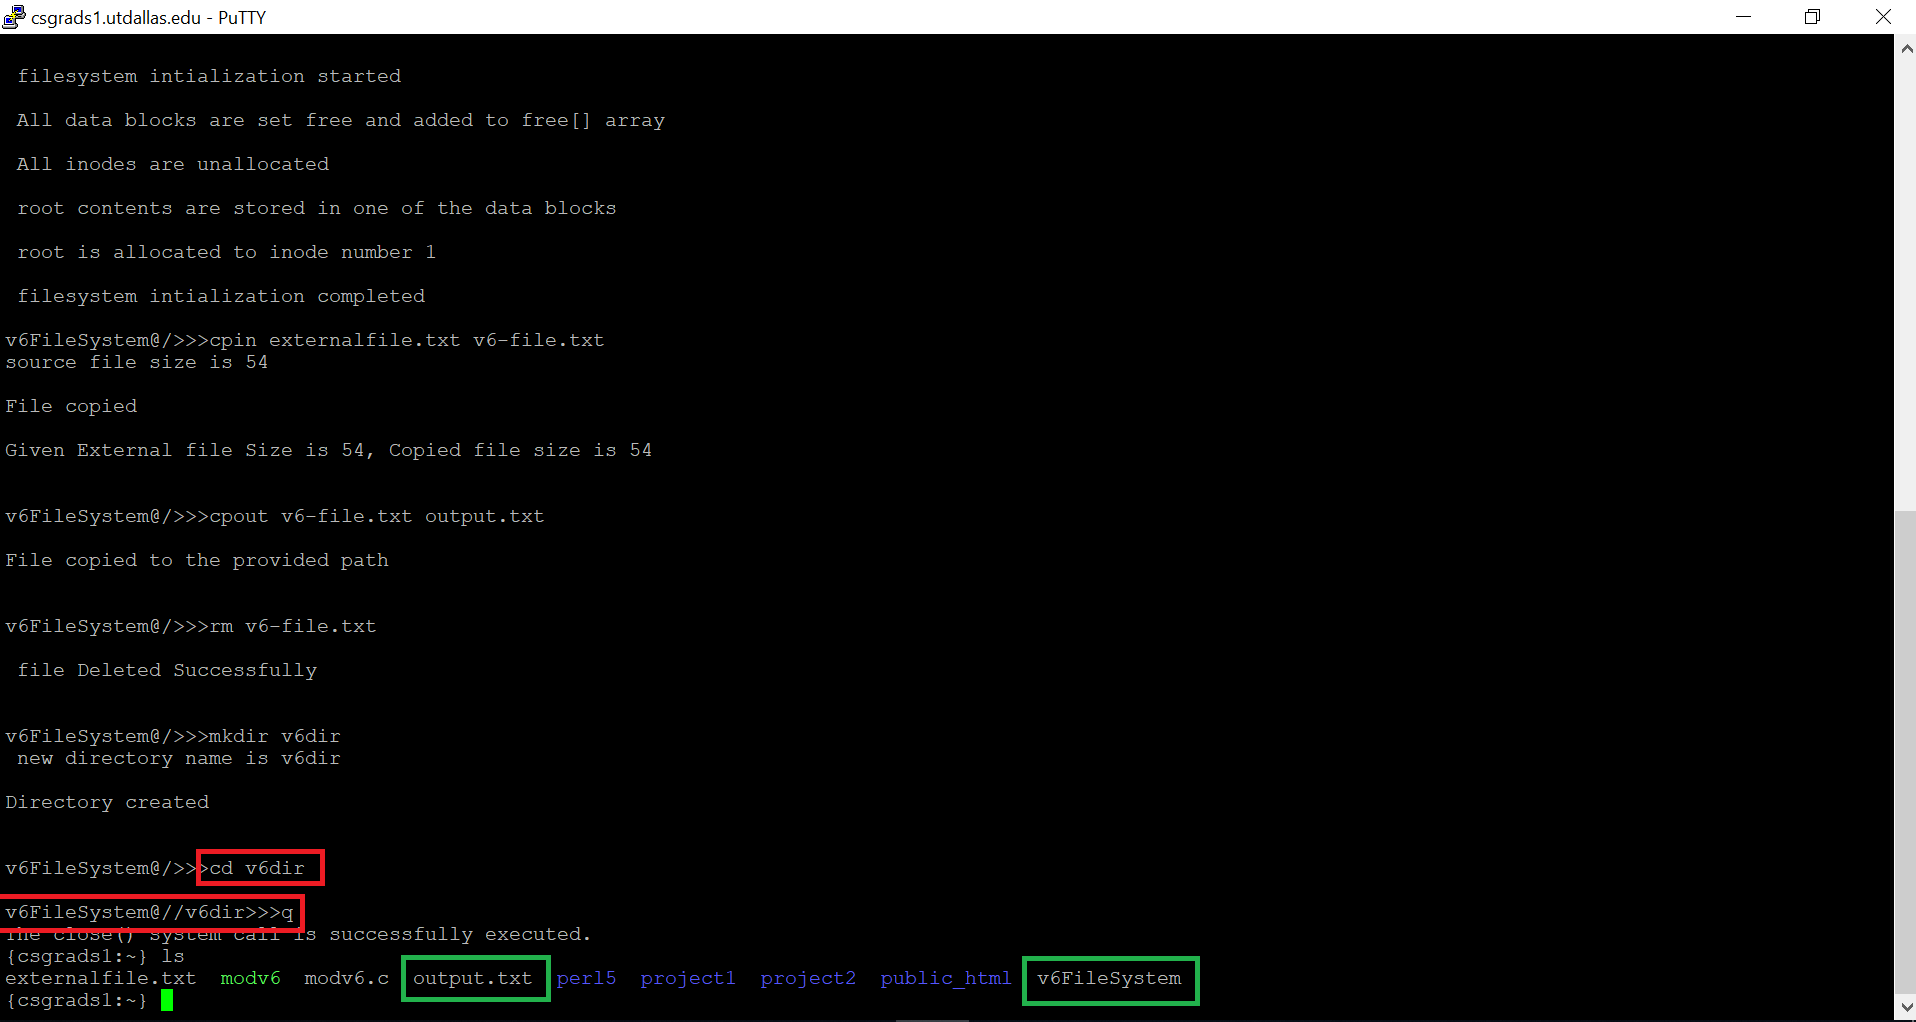 csgrads1.utdallas.edu - PuTTY
filesystem intialization started
All data blocks are set free and added to free[] array
All inodes are unallocated
root contents are stored in one of the data blocks
root is allocated to inode number 1
filesystem intialization completed
v6FileSystem@/>>>cpin externalfile.txt v6-file.txt
source file size is 54
File copied
Given External file Size is 54, Copied file size is 54
v6FileSystem@/>>>cpout v6-file.txt output.txt
File copied to the provided path
v6FileSystem@/>>>rm v6-file.txt
file Deleted Successfully
v6FileSystem@/>>>mkdir v6dir
new directory name is v6dir
Directory created
v6FileSystem@/>>>cd v6dir
v6FileSystem@//v6dir>>>q
The close() system call is successfully executed.
{csgrads1:~} ls
externalfile.txt modv6 modv6.c output.txt perl5 project1 project2 public_html v6FileSystem
{csgrads1:~}